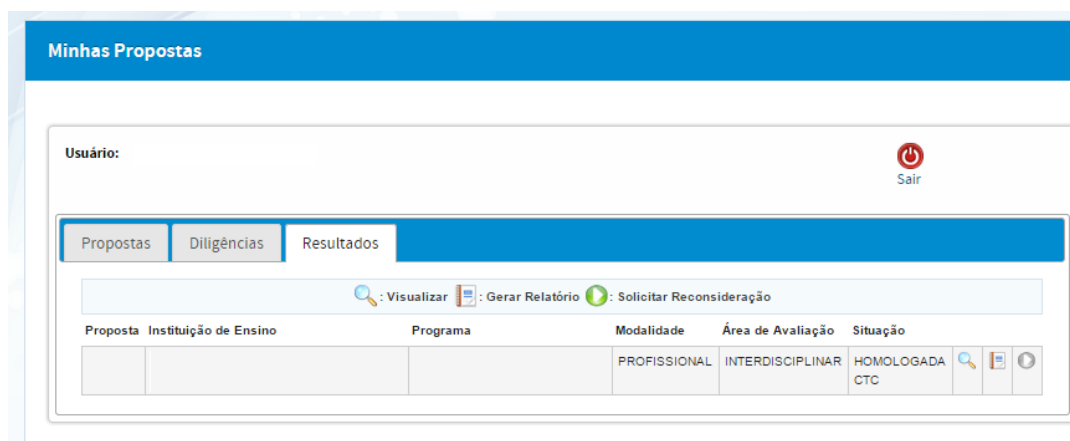 Minhas Propostas
Usuário:
Sair
Propostas Diligências Resultados
: Visualizar : Gerar Relatório : Solicitar Reconsideração
Proposta Instituição de Ensino Programa Modalidade Área de Avaliação Situação
PROFISSIONAL INTERDISCIPLINAR HOMOLOGADA
CTC